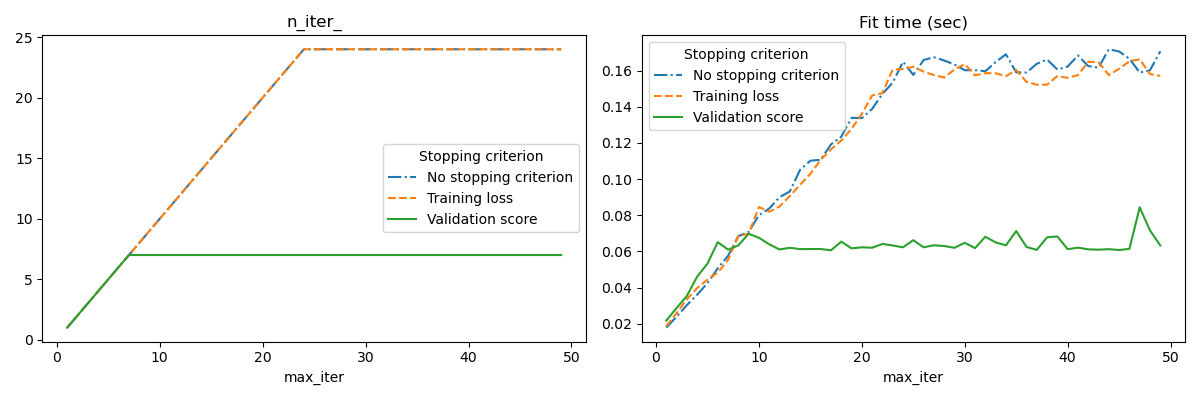 n_iter_
25
20
15
10
5
0
Stopping criterion
No stopping criterion
Training loss
Validation score
0 10 20 30 40 50
max_iter
Fit time (sec)
Stopping criterion
No stopping criterion
Training loss
Validation score
0.16
0.14
0.12
0.10
0.08
0.06
0.04
0.02
0 10 20 30 40 50
max_iter